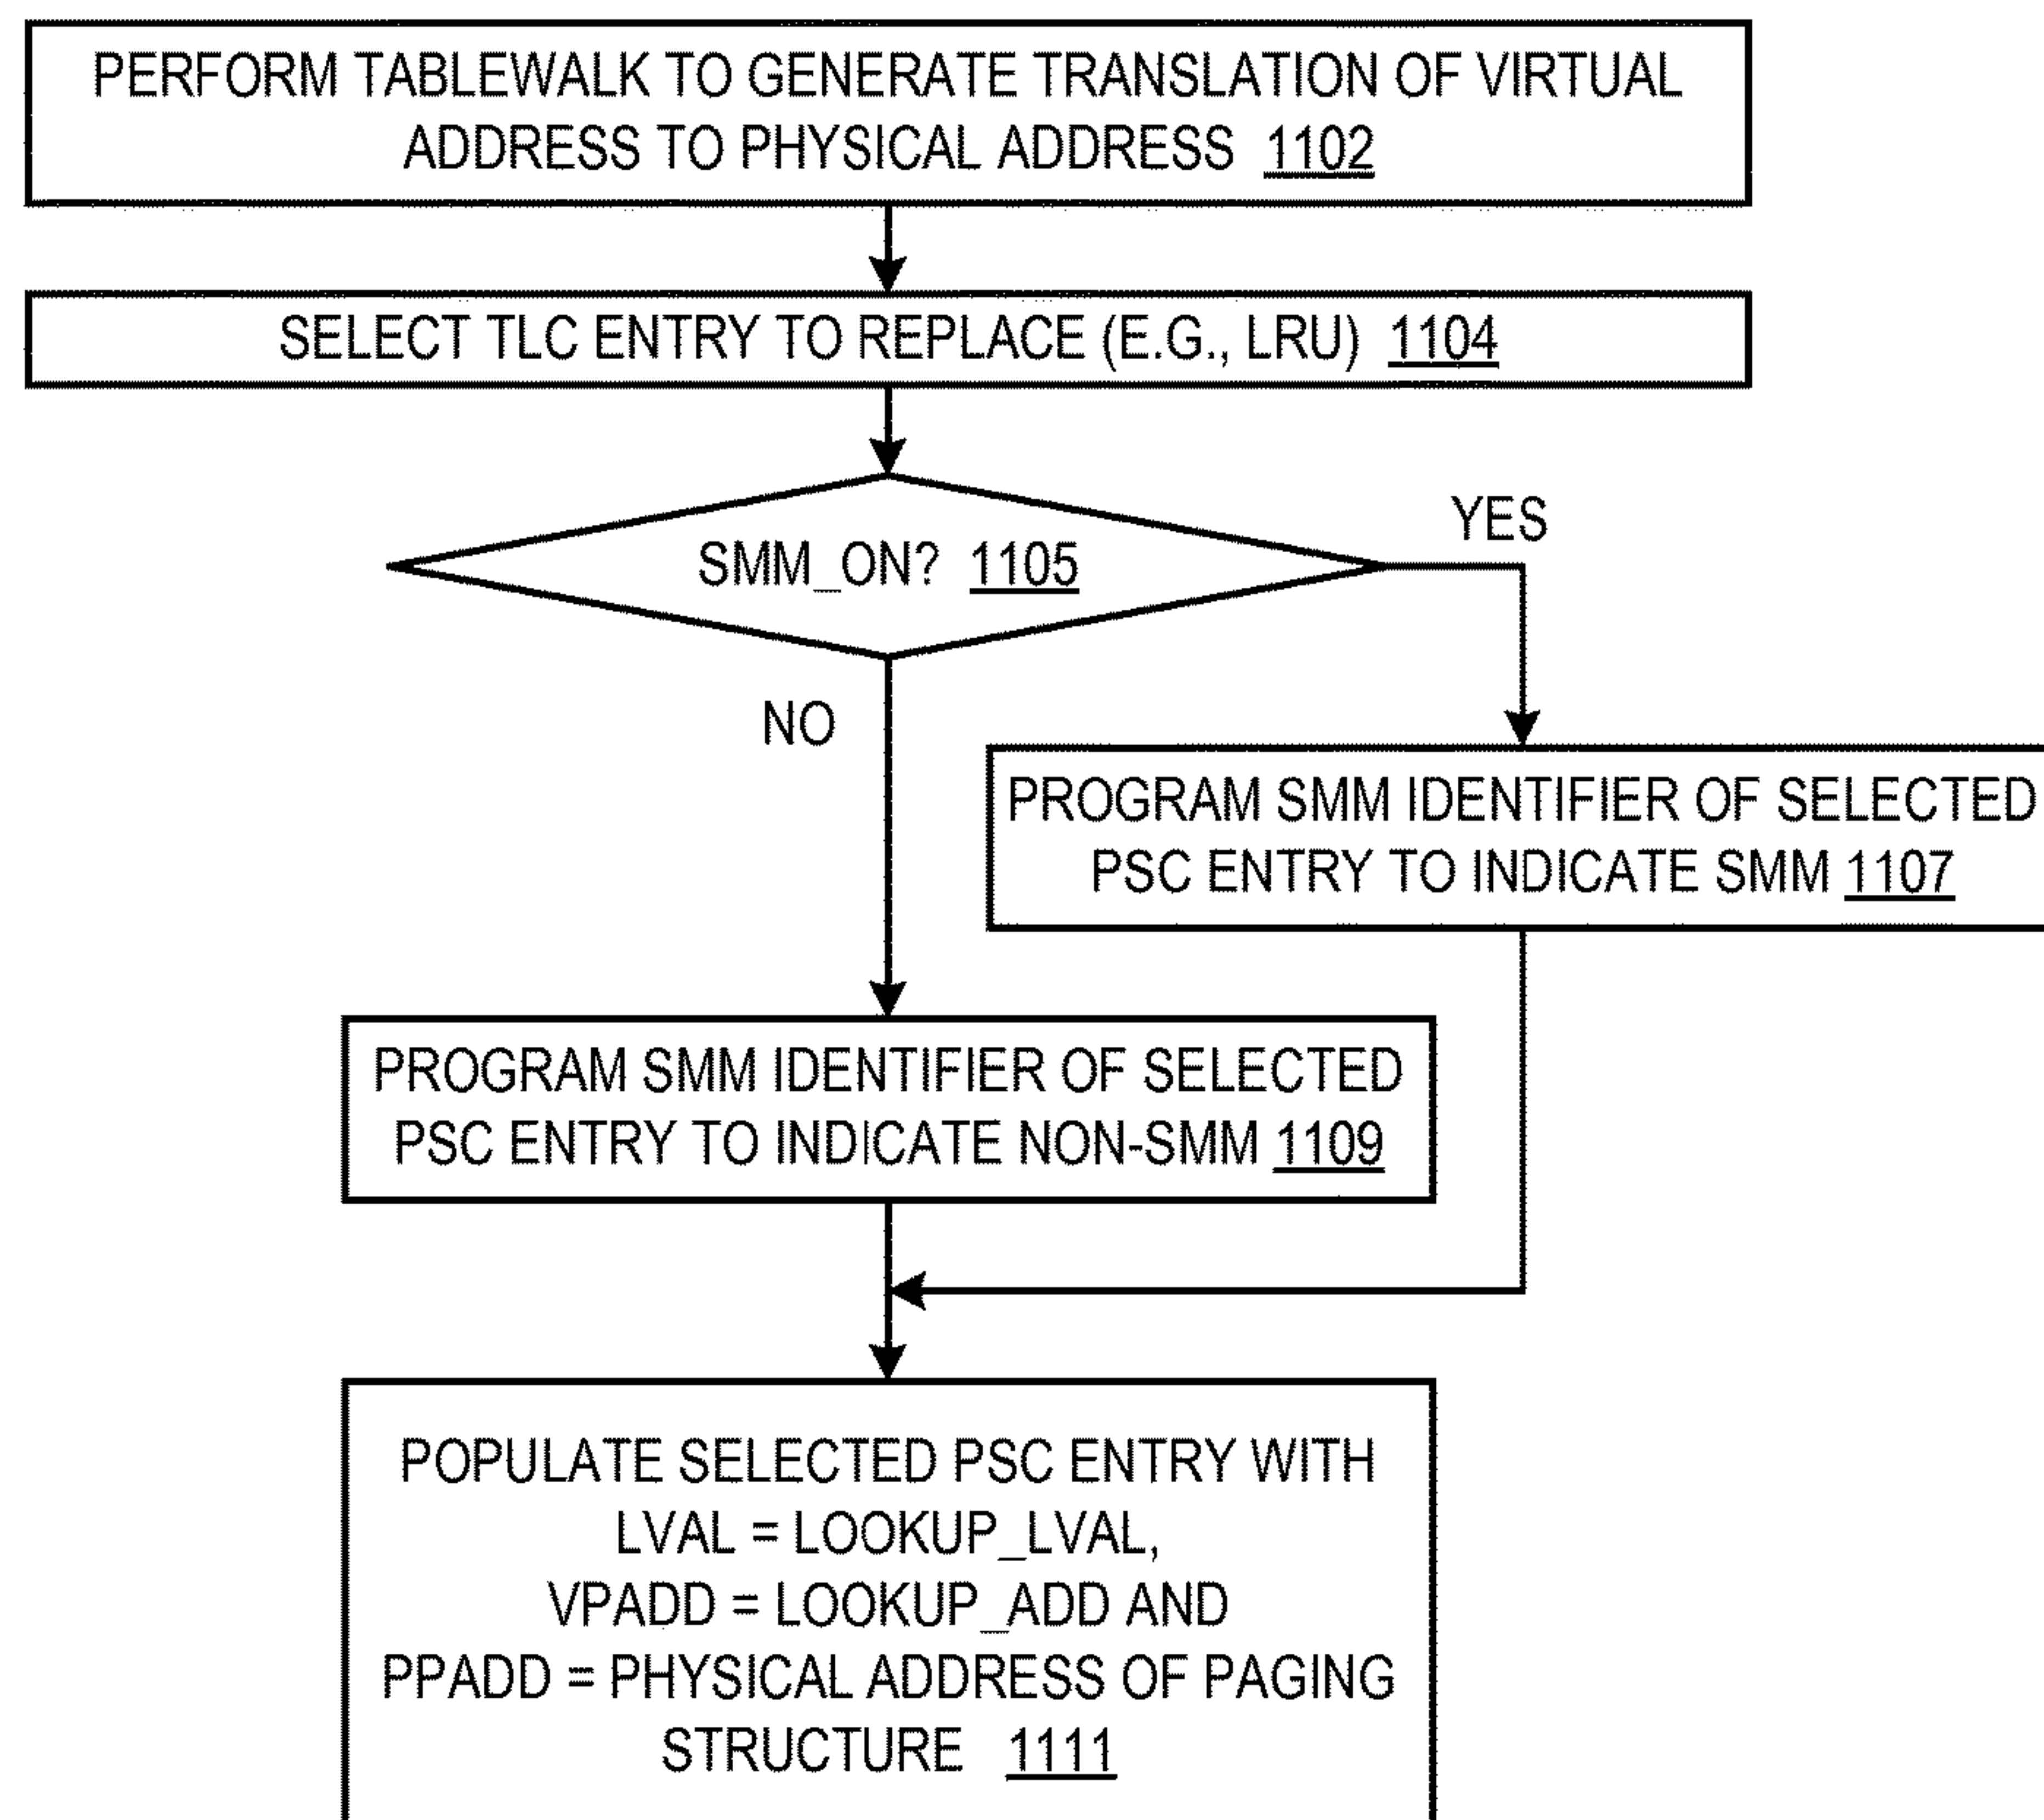 PERFORM TABLEWALK TO GENERATE TRANSLATION OF VIRTUAL
ADDRESS TO PHYSICAL ADDRESS 1102
SELECT TLC ENTRY TO REPLACE (E.G., LRU) 1104
SMM_ON? 1105
YES
NO
PROGRAM SMM IDENTIFIER OF SELECTED
PSC ENTRY TO INDICATE SMM 1107
PROGRAM SMM IDENTIFIER OF SELECTED
PSC ENTRY TO INDICATE NON-SMM 1109
POPULATE SELECTED PSC ENTRY WITH
LVAL = LOOKUP_LVAL,
VPADD = LOOKUP_ADD AND
PPADD = PHYSICAL ADDRESS OF PAGING
STRUCTURE 1111